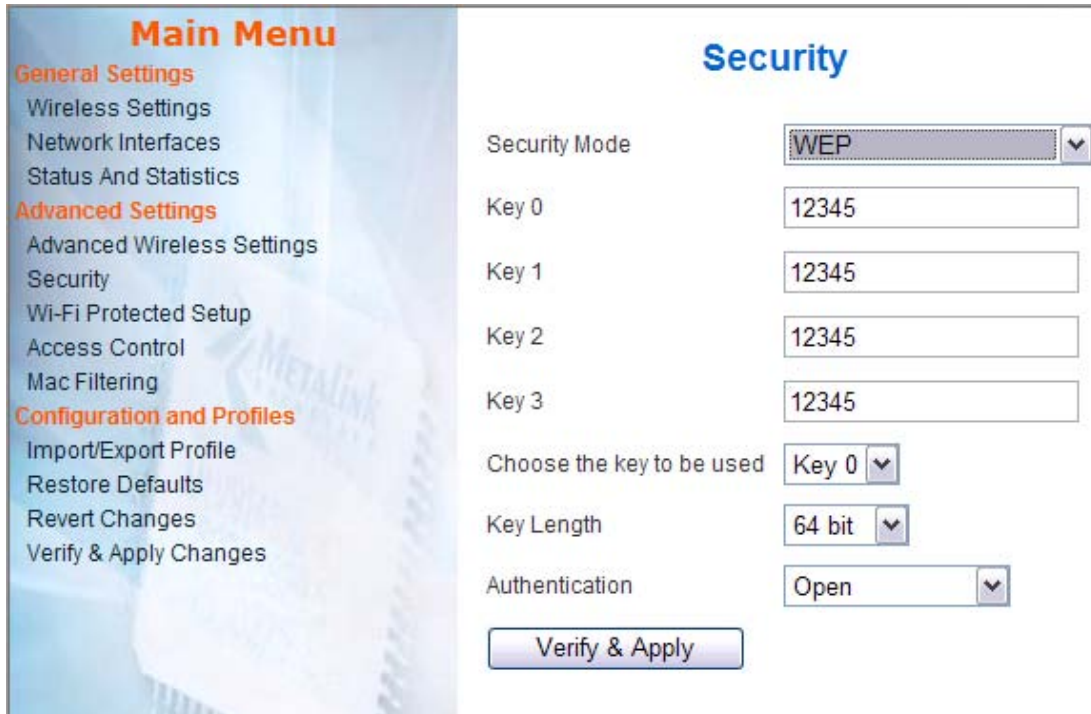 Main Menu
General Settings
Wireless Settings
Network Interfaces
Status And Statistics
Advanced Settings
Advanced Wireless Settings
Security
Wi-Fi Protected Setup
Access Control
Mac Filtering
Configuration and Profiles
Import/Export Profile
Restore Defaults
Revert Changes
Verify & Apply Changes
METALINK
Security
Security Mode WEP
Key 0 12345
Key 1 12345
Key 2 12345
Key 3 12345
Choose the key to be used Key 0
Key Length 64 bit
Authentication Open
Verify & Apply